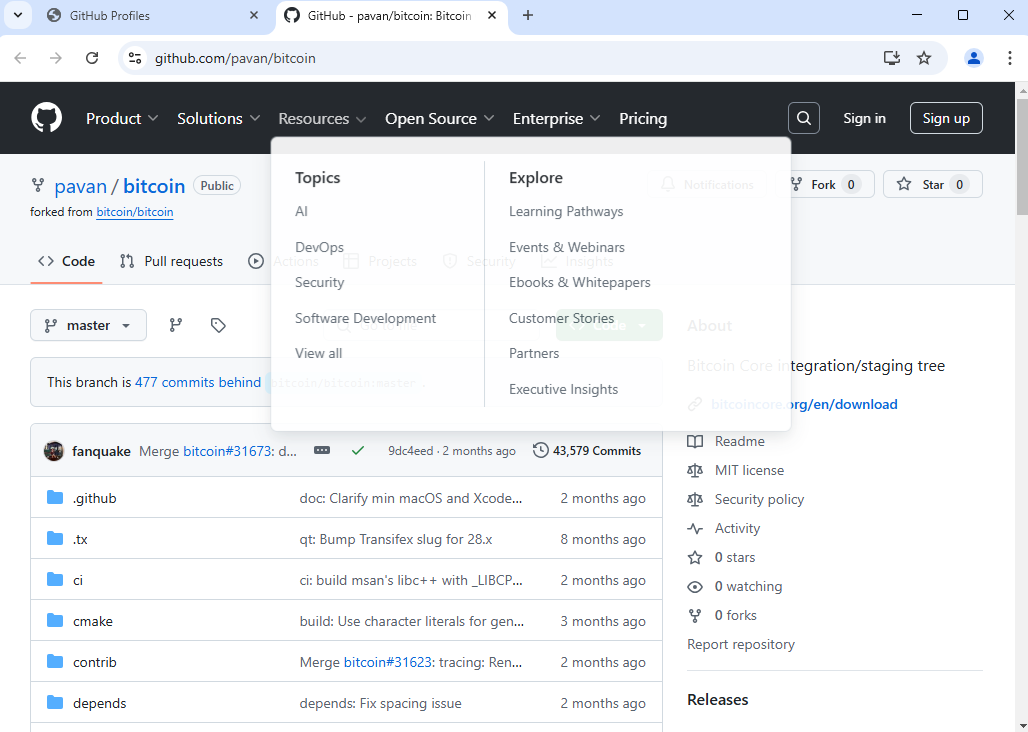 GitHub Profiles
GitHub - pavan/bitcoin: Bitcoin
github.com/pavan/bitcoin
Product Solutions Resources Open Source Enterprise Pricing
Sign in
Sign up
pavan / bitcoin
Public
forked from bitcoin/bitcoin
Notifications
Fork 0
Star 0
Code
Pull requests
Actions
Projects
Security
Insights
Topics
AI
DevOps
Security
Software Development
View all
Explore
Learning Pathways
Events & Webinars
Ebooks & Whitepapers
Customer Stories
Partners
Executive Insights
master
Code
This branch is 477 commits behind bitcoin/bitcoin:master .
fanquake Merge bitcoin#31673: d... 9dc4eed · 2 months ago 43,579 Commits
.github doc: Clarify min macOS and Xcode... 2 months ago
.tx qt: Bump Transifex slug for 28.x 8 months ago
ci ci: build msan's libc++ with _LIBCP... 2 months ago
cmake build: Use character literals for gen... 3 months ago
contrib Merge bitcoin#31623: tracing: Ren... 2 months ago
depends depends: Fix spacing issue 2 months ago
About
Bitcoin Core integration/staging tree
bitcoincore.org/en/download
Readme
MIT license
Security policy
Activity
0 stars
0 watching
0 forks
Report repository
Releases